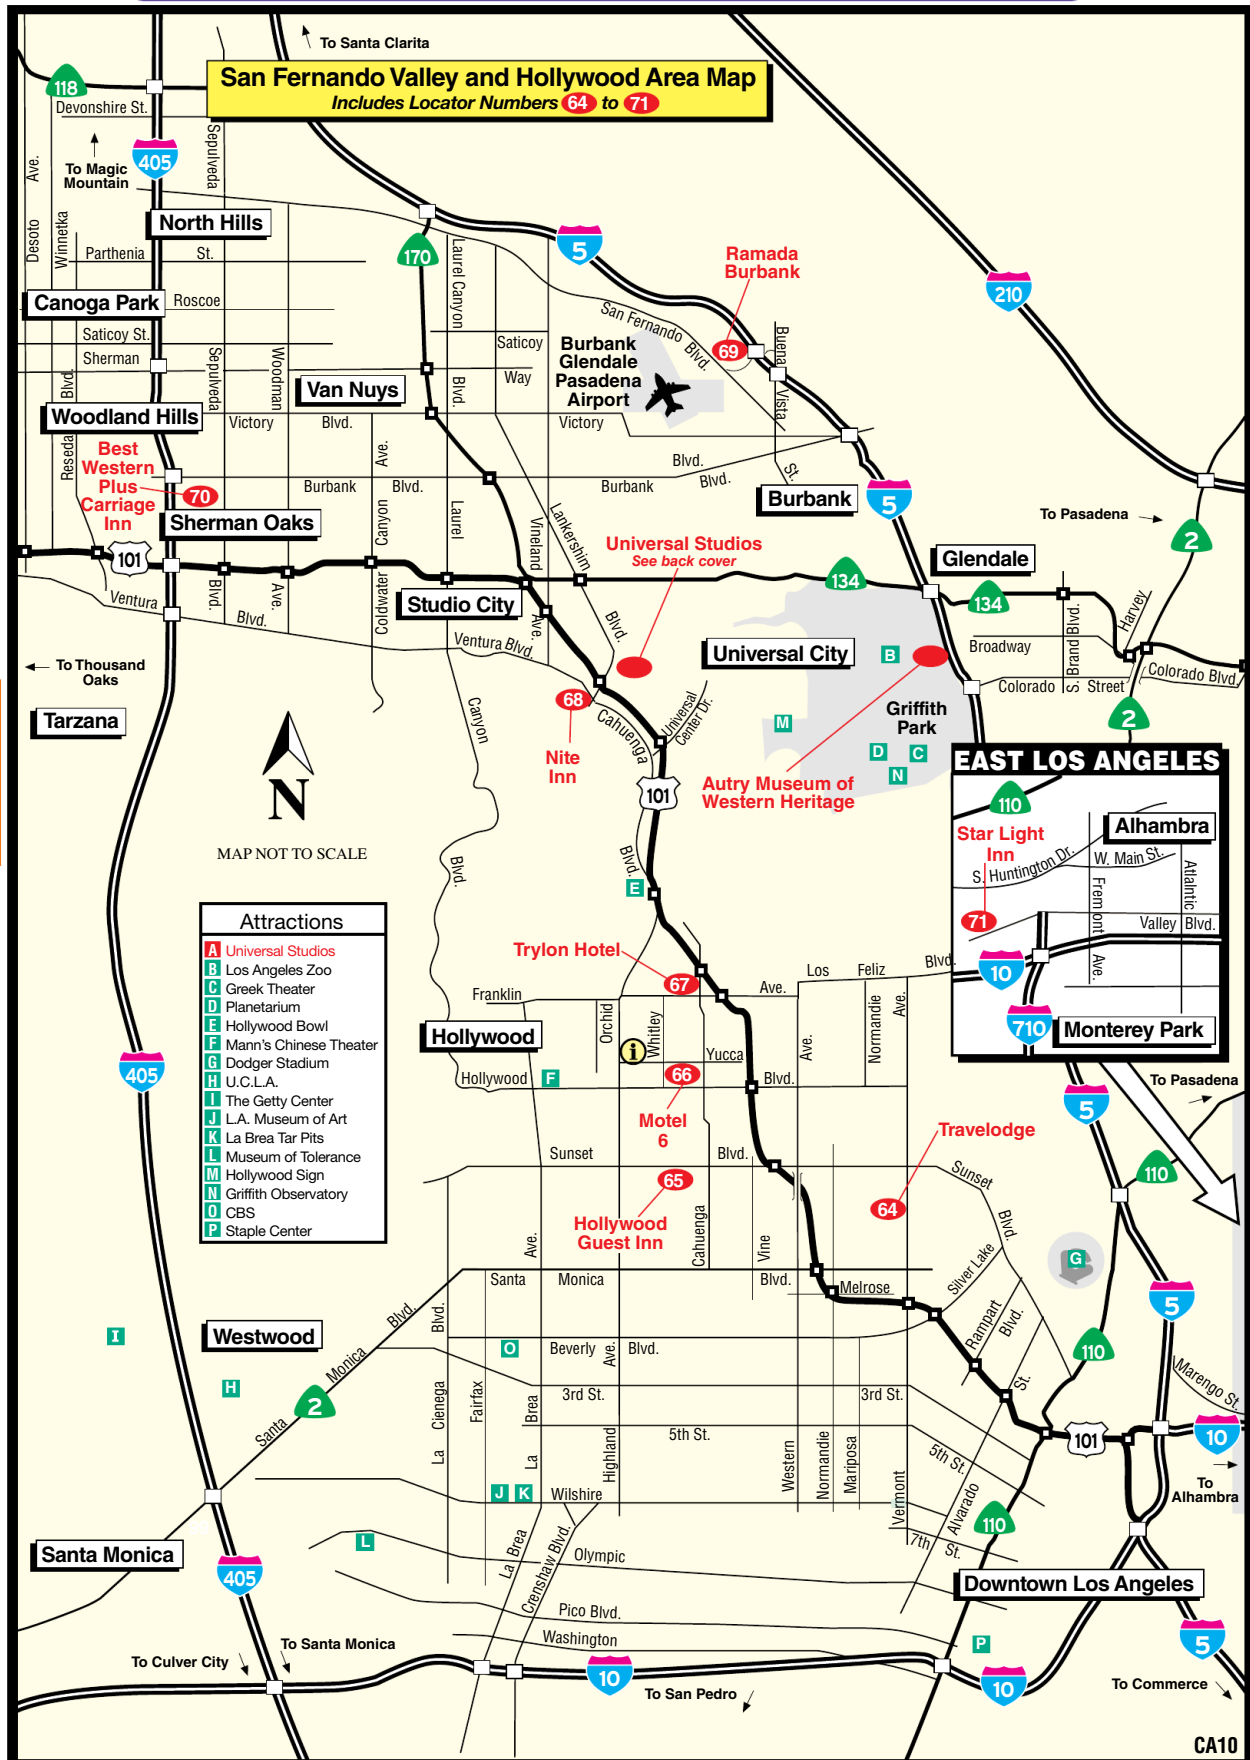 To Santa Clarita
San Fernando Valley and Hollywood Area Map
Includes Locator Numbers 64 to 71
118
Devonshire St.
To Magic
Mountain
405
Sepulveda
Ave.
Desoto
Winnetka
North Hills
Parthenia St.
170
5
Laurel Canyon
Ramada
Burbank
210
Canoga Park
Roscoe
Saticoy St.
Sherman
San Fernando Blvd.
69
Buena
Vista
St.
Saticoy
Way
Burbank
Glendale
Pasadena
Airport
Blvd.
Sepulveda
Woodman
Van Nuys
Blvd.
Woodland Hills
Victory Blvd.
Victory
Reseda
Best
Western
Plus
Carriage
Inn
70
Ave.
Canyon
Coldwater
Blvd.
Blvd.
Burbank Blvd.
Burbank
Laurel
Vineland
Ave.
Lankershim
Blvd.
Burbank
5
Sherman Oaks
To Pasadena
2
101
Universal Studios
See back cover
Glendale
134
134
Ventura
Blvd.
Blvd.
Ave.
Studio City
Ventura Blvd.
Harvey
S. Brand Blvd.
Broadway
Colorado Street
Colorado Blvd.
To Thousand
Oaks
Universal City
B
Tarzana
68
Nite
Inn
Cahuenga
Universal
Center Dr.
Canyon
M
Griffith
Park
D
C
N
2
Autry Museum of
Western Heritage
N
MAP NOT TO SCALE
101
Blvd.
Blvd.
E
EAST LOS ANGELES
110
Alhambra
Star Light
Inn
S. Huntington Dr.
W. Main St.
Fremont
Ave.
Atlalntic
71
Valley Blvd.
10
710
Monterey Park
Attractions
A Universal Studios
B Los Angeles Zoo
C Greek Theater
D Planetarium
E Hollywood Bowl
F Mann's Chinese Theater
G Dodger Stadium
H U.C.L.A.
I The Getty Center
J L.A. Museum of Art
K La Brea Tar Pits
L Museum of Tolerance
M Hollywood Sign
N Griffith Observatory
O CBS
P Staple Center
Trylon Hotel
67
Los Feliz Blvd.
Franklin
Ave.
Orchid
Whitley
Normandie
Ave.
Ave.
Hollywood
i
Yucca
Hollywood
F
66
Blvd.
Motel
6
405
5
To Pasadena
Travelodge
Sunset
Blvd.
Sunset
Blvd.
110
65
Hollywood
Guest Inn
64
Ave.
Cahuenga
Vine
Silver Lake
G
Santa Monica
Blvd.
Melrose
5
Rampart
Blvd.
I
Westwood
Blvd.
Blvd.
O
Beverly
Ave.
Blvd.
110
Marengo St.
H
Monica
2
Santa
3rd St.
3rd St.
St.
La
Cienega
Fairfax
La
Brea
Highland
5th St.
Western
Normandie
Mariposa
Vermont
5th St.
101
10
To
Alhambra
J
K
Wilshire
Alvarado
110
7th St.
Santa Monica
L
405
Olympic
La Brea
Crenshaw Blvd.
Downtown Los Angeles
Pico Blvd.
Washington
P
5
To Santa Monica
To Culver City
10
To San Pedro
10
To Commerce
CA10